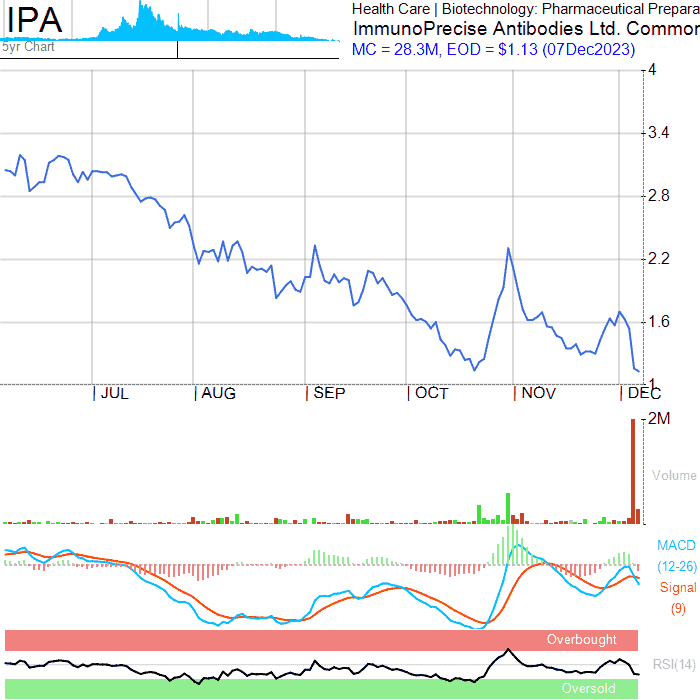 IPA
5yr Chart
Health Care | Biotechnology: Pharmaceutical Prepara
ImmunoPrecise Antibodies Ltd. Common
MC = 28.3M, EOD = $1.13 (07Dec2023)
4
3.4
2.8
2.2
1.6
1
JUL AUG SEP OCT NOV DEC
2M
Volume
MACD
(12-26)
Signal
(9)
Overbought
RSI(14)
Oversold